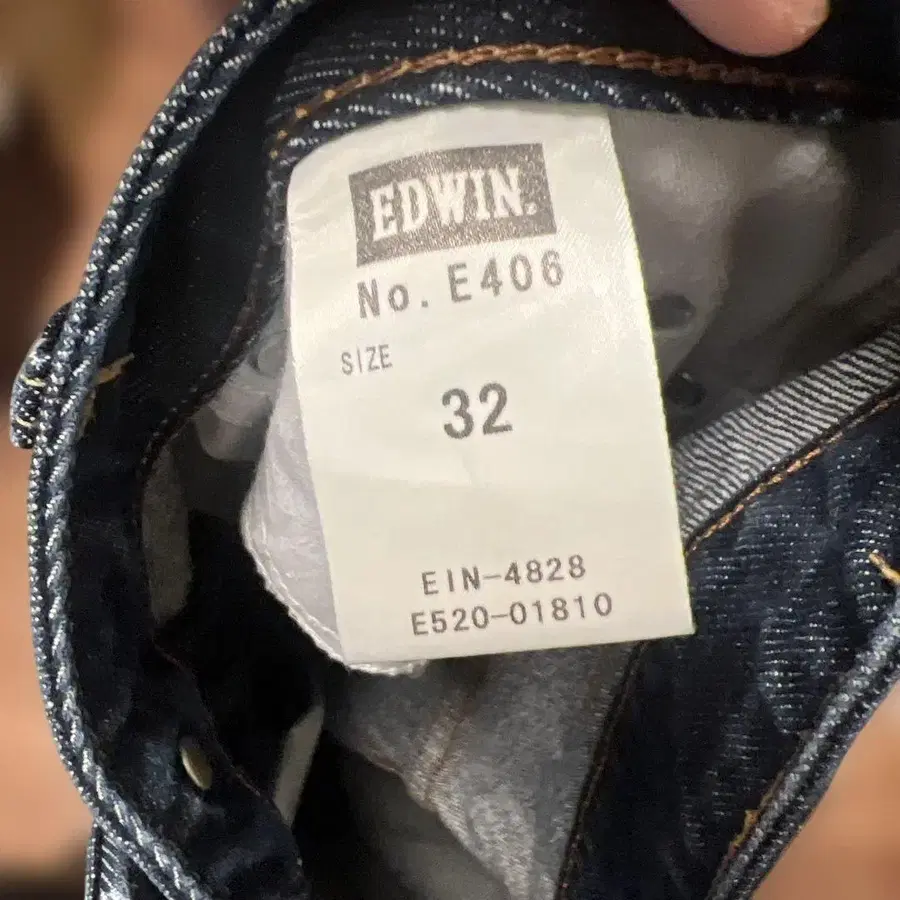 EDWIN.
No. E406
SIZE
32
EIN-4828
E520-01810